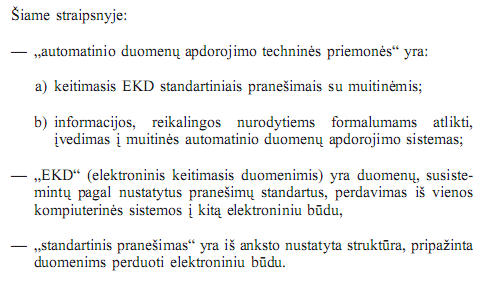 Šiame straipsnyje:
— „automatinio duomenų apdorojimo techninės priemonės“ yra:
a) keitimasis EKD standartiniais pranešimais su muitinėmis;
b) informacijos, reikalingos nurodytiems formalumams atlikti,
įvedimas į muitinės automatinio duomenų apdorojimo sistemas;
— „EKD“ (elektroninis keitimasis duomenimis) yra duomenų, susiste-
mintų pagal nustatytus pranešimų standartus, perdavimas iš vienos
kompiuterinės sistemos į kitą elektroniniu būdu,
— „standartinis pranešimas“ yra iš anksto nustatyta struktūra, pripažinta
duomenims perduoti elektroniniu būdu.